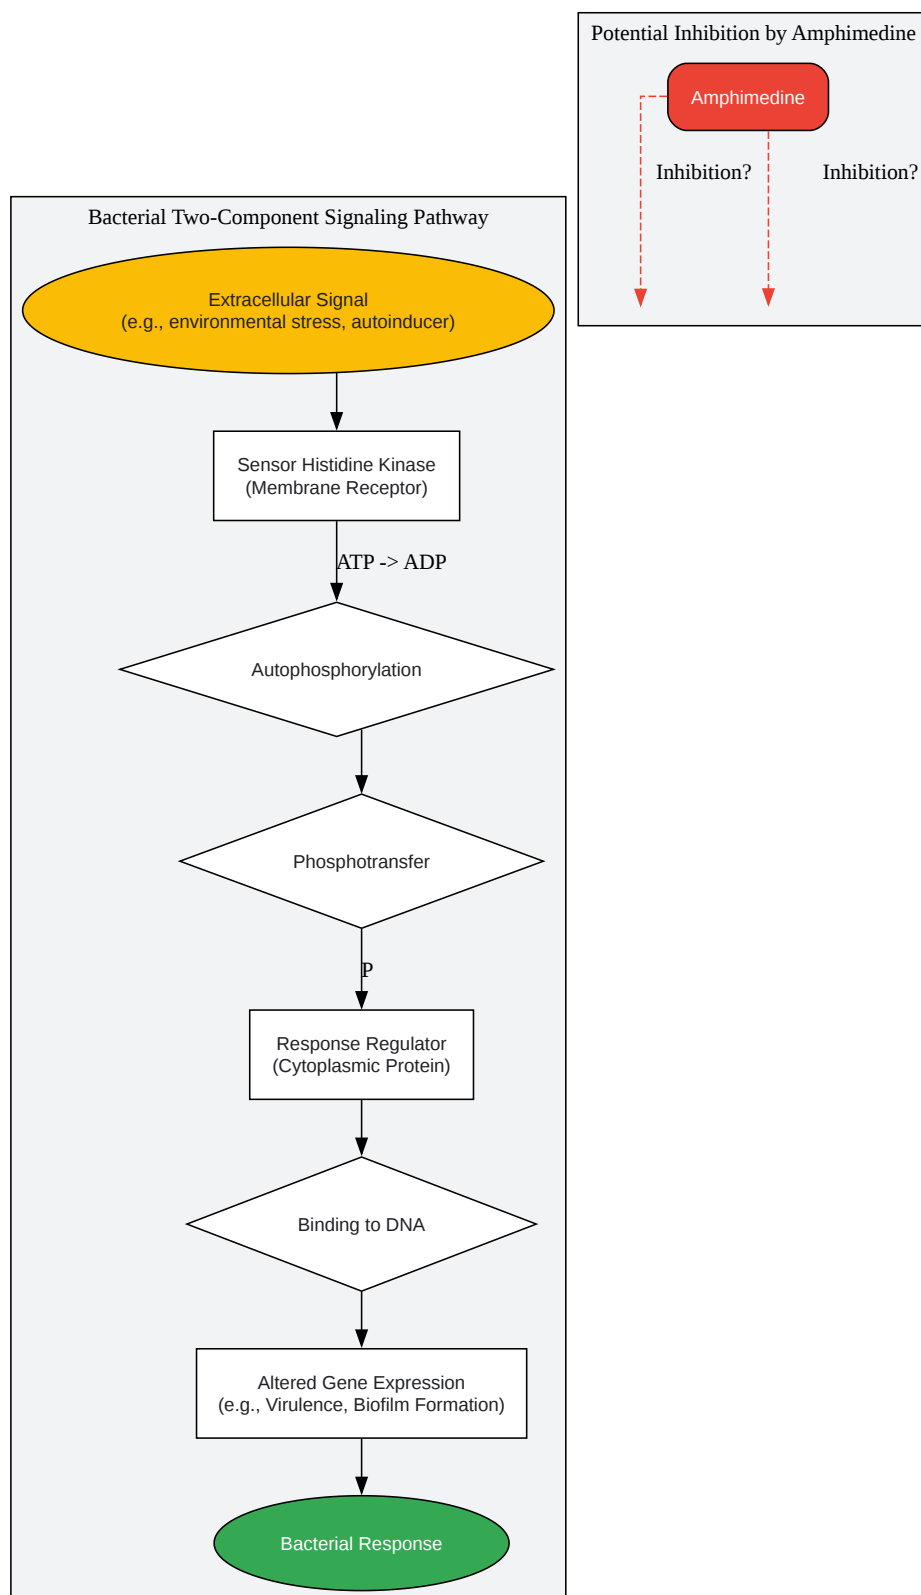 Potential Inhibition by Amphimedine
Amphimedine
Inhibition?
Inhibition?
Bacterial Two-Component Signaling Pathway
Extracellular Signal
(e.g., environmental stress, autoinducer)
Sensor Histidine Kinase
(Membrane Receptor)
ATP -> ADP
Autophosphorylation
Phosphotransfer
P
Response Regulator
(Cytoplasmic Protein)
Binding to DNA
Altered Gene Expression
(e.g., Virulence, Biofilm Formation)
Bacterial Response